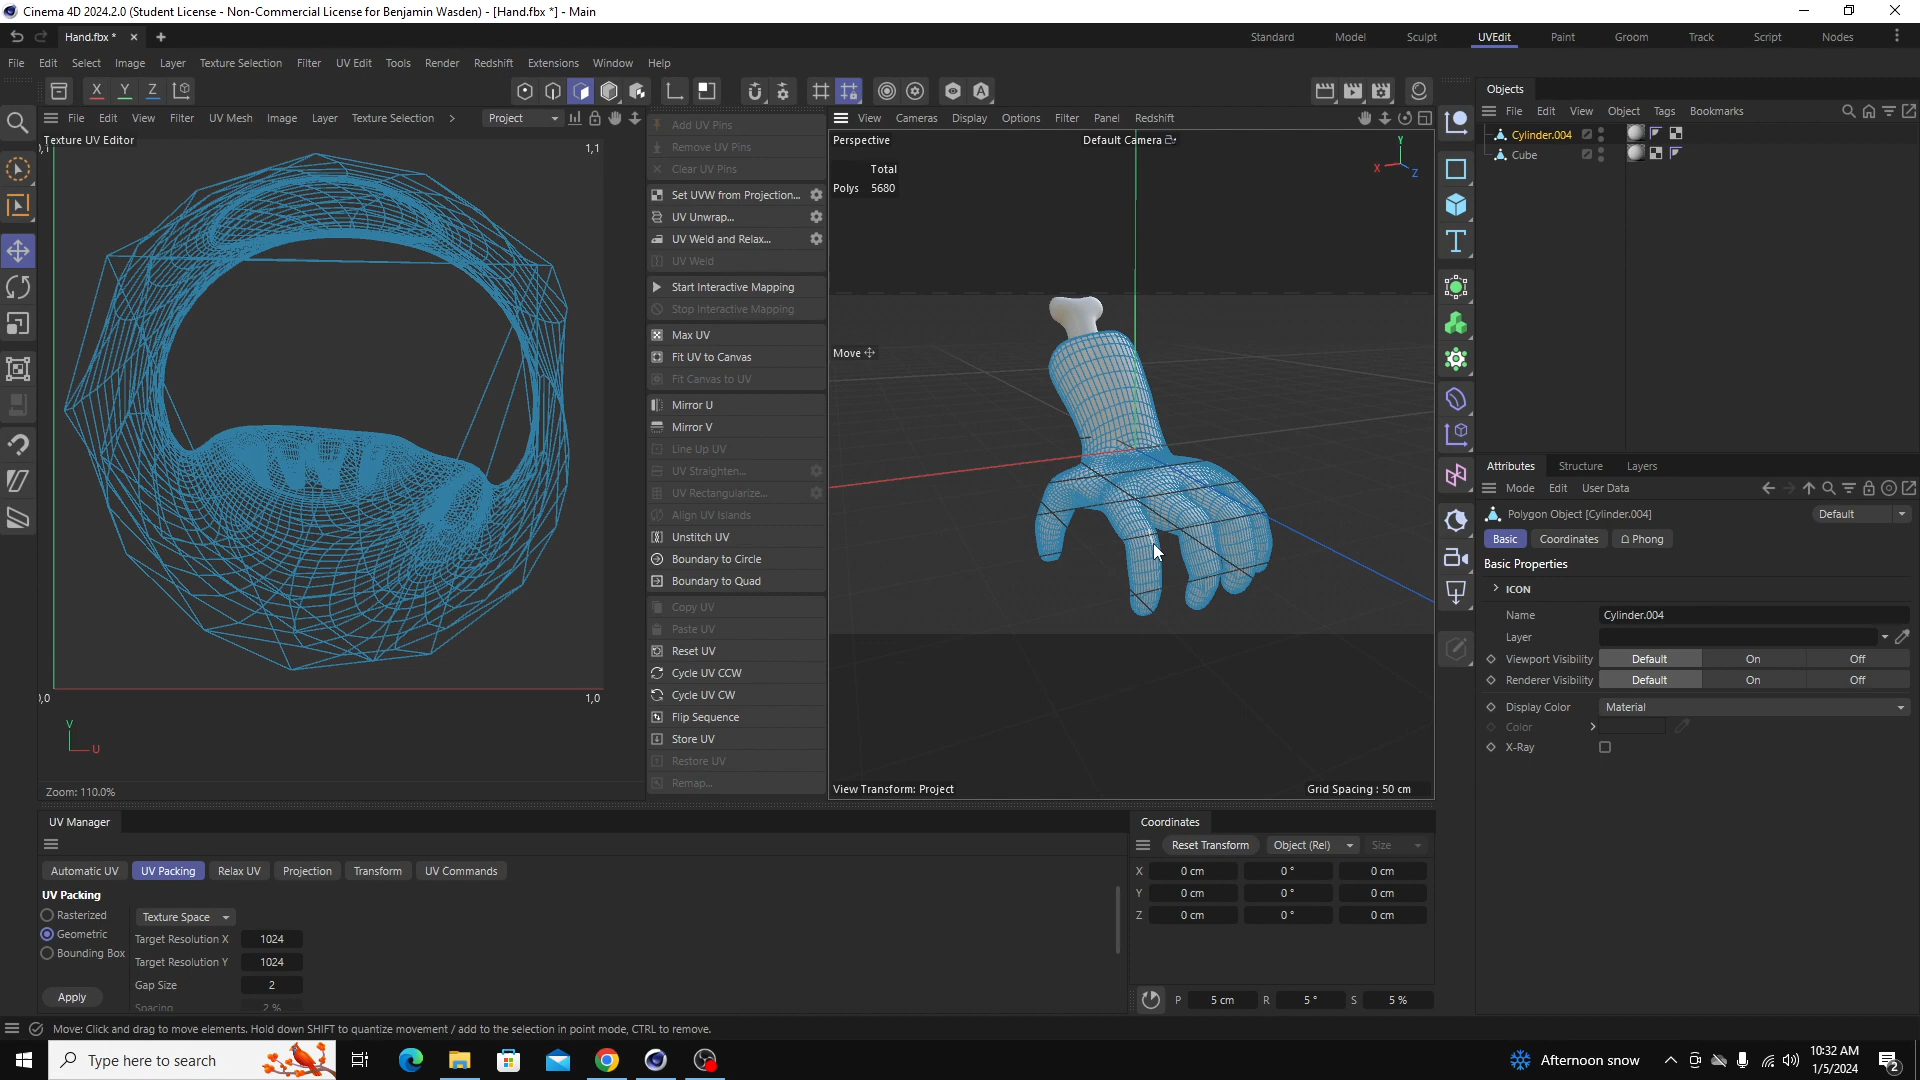 Cinema 4D 2024.2.0 (Student License - Non-Commercial License for Benjamin Wasden) - [Hand.fbx *] - Main
Hand.fbx *
Standard Model Sculpt UVEdit Paint Groom Track Script Nodes
File Edit Select Image Layer Texture Selection Filter UV Edit Tools Render Redshift Extensions Window Help
X Y Z
File Edit View Filter UV Mesh Image Layer Texture Selection > Project
Texture UV Editor
1,1
0,0
1,0
V
U
Zoom: 110.0%
Add UV Pins
Remove UV Pins
Clear UV Pins
Set UVW from Projection...
UV Unwrap...
UV Weld and Relax...
UV Weld
Start Interactive Mapping
Stop Interactive Mapping
Max UV
Fit UV to Canvas
Fit Canvas to UV
Mirror U
Mirror V
Line Up UV
UV Straighten...
UV Rectangularize...
Align UV Islands
Unstitch UV
Boundary to Circle
Boundary to Quad
Copy UV
Paste UV
Reset UV
Cycle UV CCW
Cycle UV CW
Flip Sequence
Store UV
Restore UV
Remap...
View Cameras Display Options Filter Panel Redshift
Perspective
Default Camera
Total
Polys 5680
Y
X
Z
Move
View Transform: Project
Grid Spacing : 50 cm
Objects
File Edit View Object Tags Bookmarks
Cylinder.004
Cube
Attributes Structure Layers
Mode Edit User Data
Polygon Object [Cylinder.004]
Default
Basic Coordinates Phong
Basic Properties
ICON
Name Cylinder.004
Layer
Viewport Visibility Default On Off
Renderer Visibility Default On Off
Display Color Material
Color
X-Ray
UV Manager
Automatic UV UV Packing Relax UV Projection Transform UV Commands
UV Packing
Rasterized
Geometric
Bounding Box
Texture Space
Target Resolution X 1024
Target Resolution Y 1024
Gap Size 2
Spacing 2 %
Apply
Coordinates
Reset Transform Object (Rel) Size
X 0 cm 0 ° 0 cm
Y 0 cm 0 ° 0 cm
Z 0 cm 0 ° 0 cm
P 5 cm R 5 ° S 5 %
Move: Click and drag to move elements. Hold down SHIFT to quantize movement / add to the selection in point mode, CTRL to remove.
Type here to search
Afternoon snow
10:32 AM
1/5/2024
2